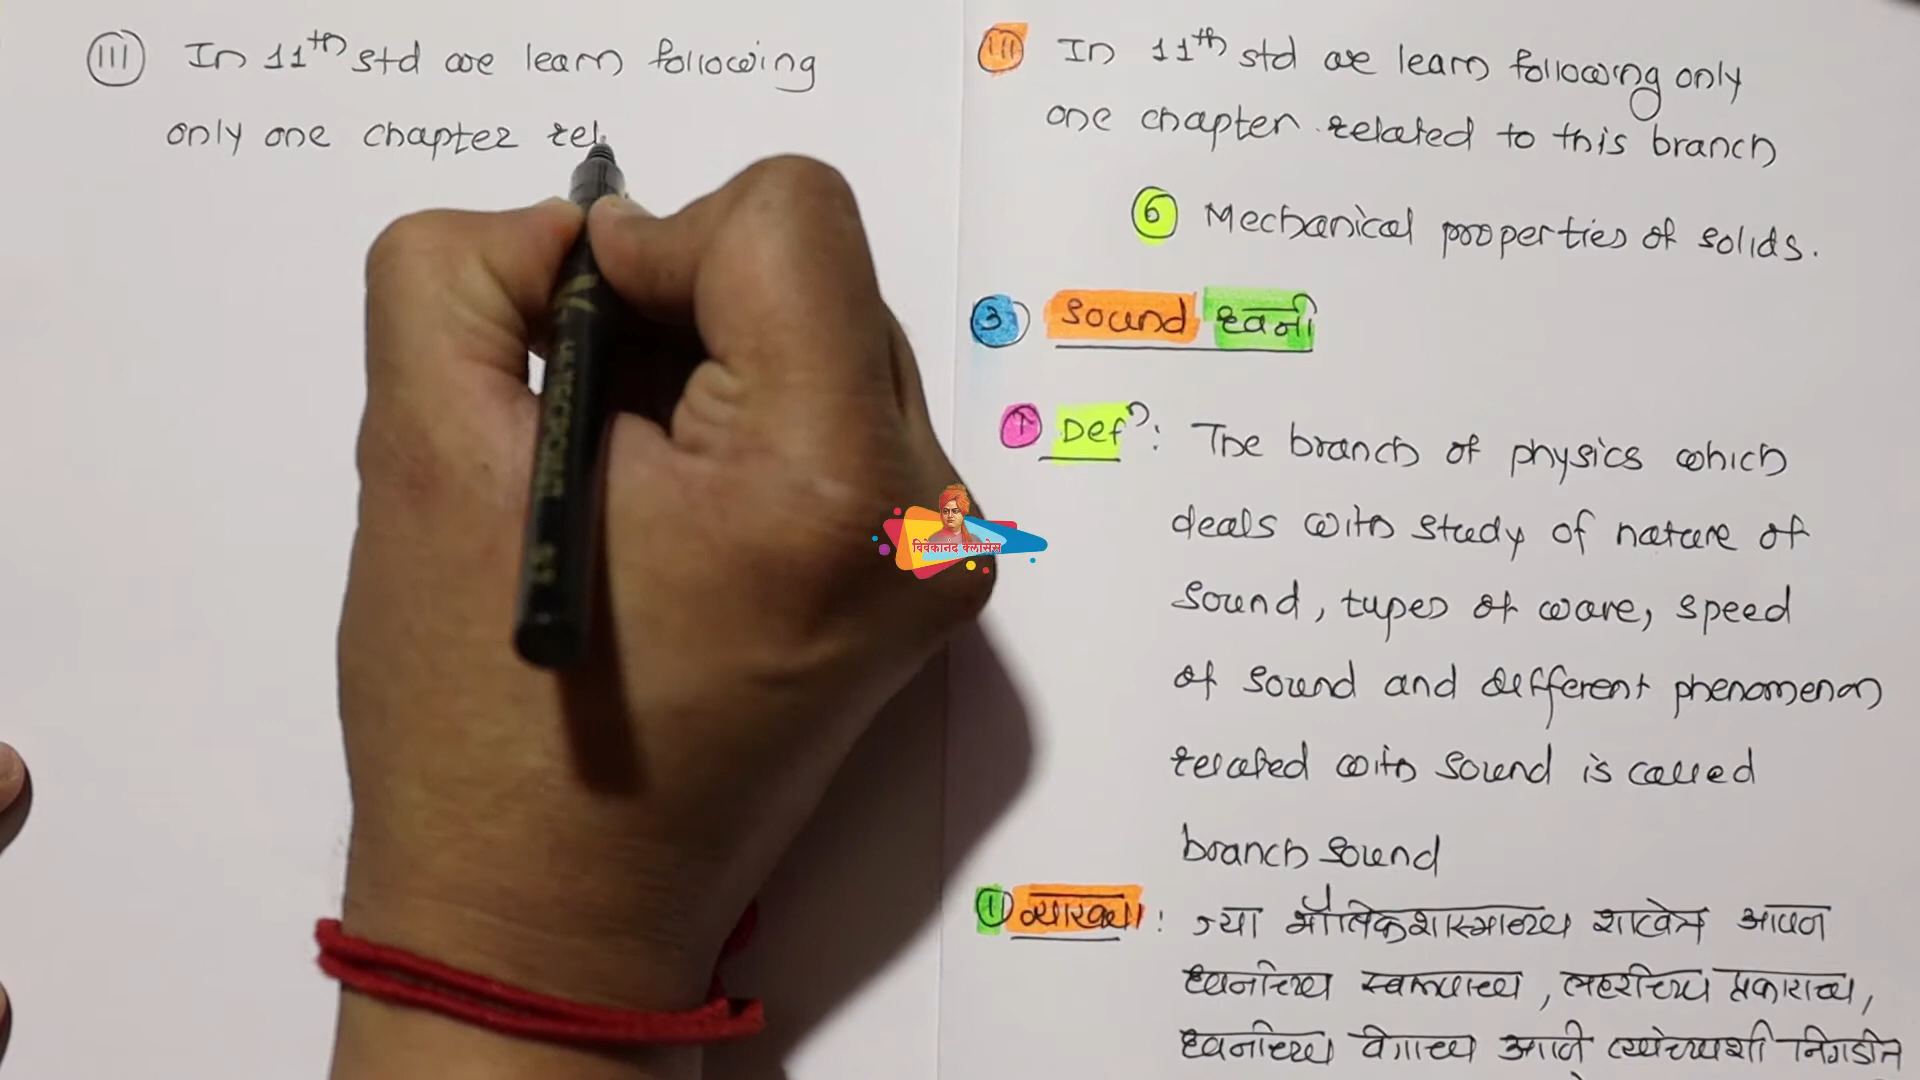 III In 11th std we learn following
only one chapter rel
III In 11th std we learn following only
one chapter related to this branch
6 Mechanical properties of solids.
3 Sound ध्वनी
1 Defn: The branch of physics which
deals with study of nature of
sound, types of wave, speed
of sound and different phenomenon
related with sound is called
branch sound
विवेकानंद क्लासेस
1 व्याख्या : ज्या भौतिकशास्त्राच्या शाखेत आपण
ध्वनीच्या स्वरूपाच्या, लहरीच्या प्रकाराच्या,
ध्वनीच्या वेगाच्या आणि त्याच्याशी निगडीत